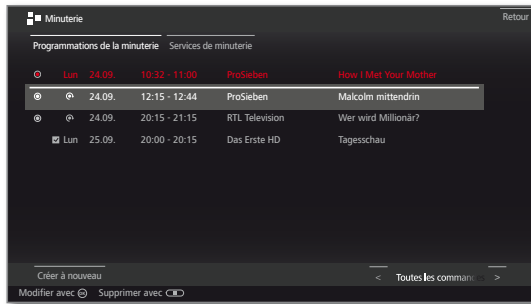 Minuterie
Retour
Programmations de la minuterie Services de minuterie
Lun 24.09. 10:32 - 11:00 ProSieben How I Met Your Mother
24.09. 12:15 - 12:44 ProSieben Malcolm mittendrin
24.09. 20:15 - 21:15 RTL Television Wer wird Millionär?
Lun 25.09. 20:00 - 20:15 Das Erste HD Tagesschau
Créer à nouveau < Toutes les commandes >
Modifier avec Supprimer avec